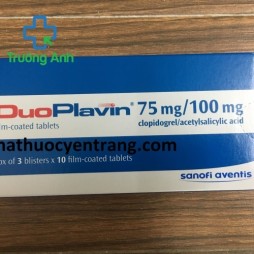 Trường Anh
DuoPlavin® 75 mg/100 mg
film-coated tablets clopidogrel/acetylsalicylic acid
nhathuocyentrang.com
box of 3 blisters x 10 film-coated tablets
sanofi aventis